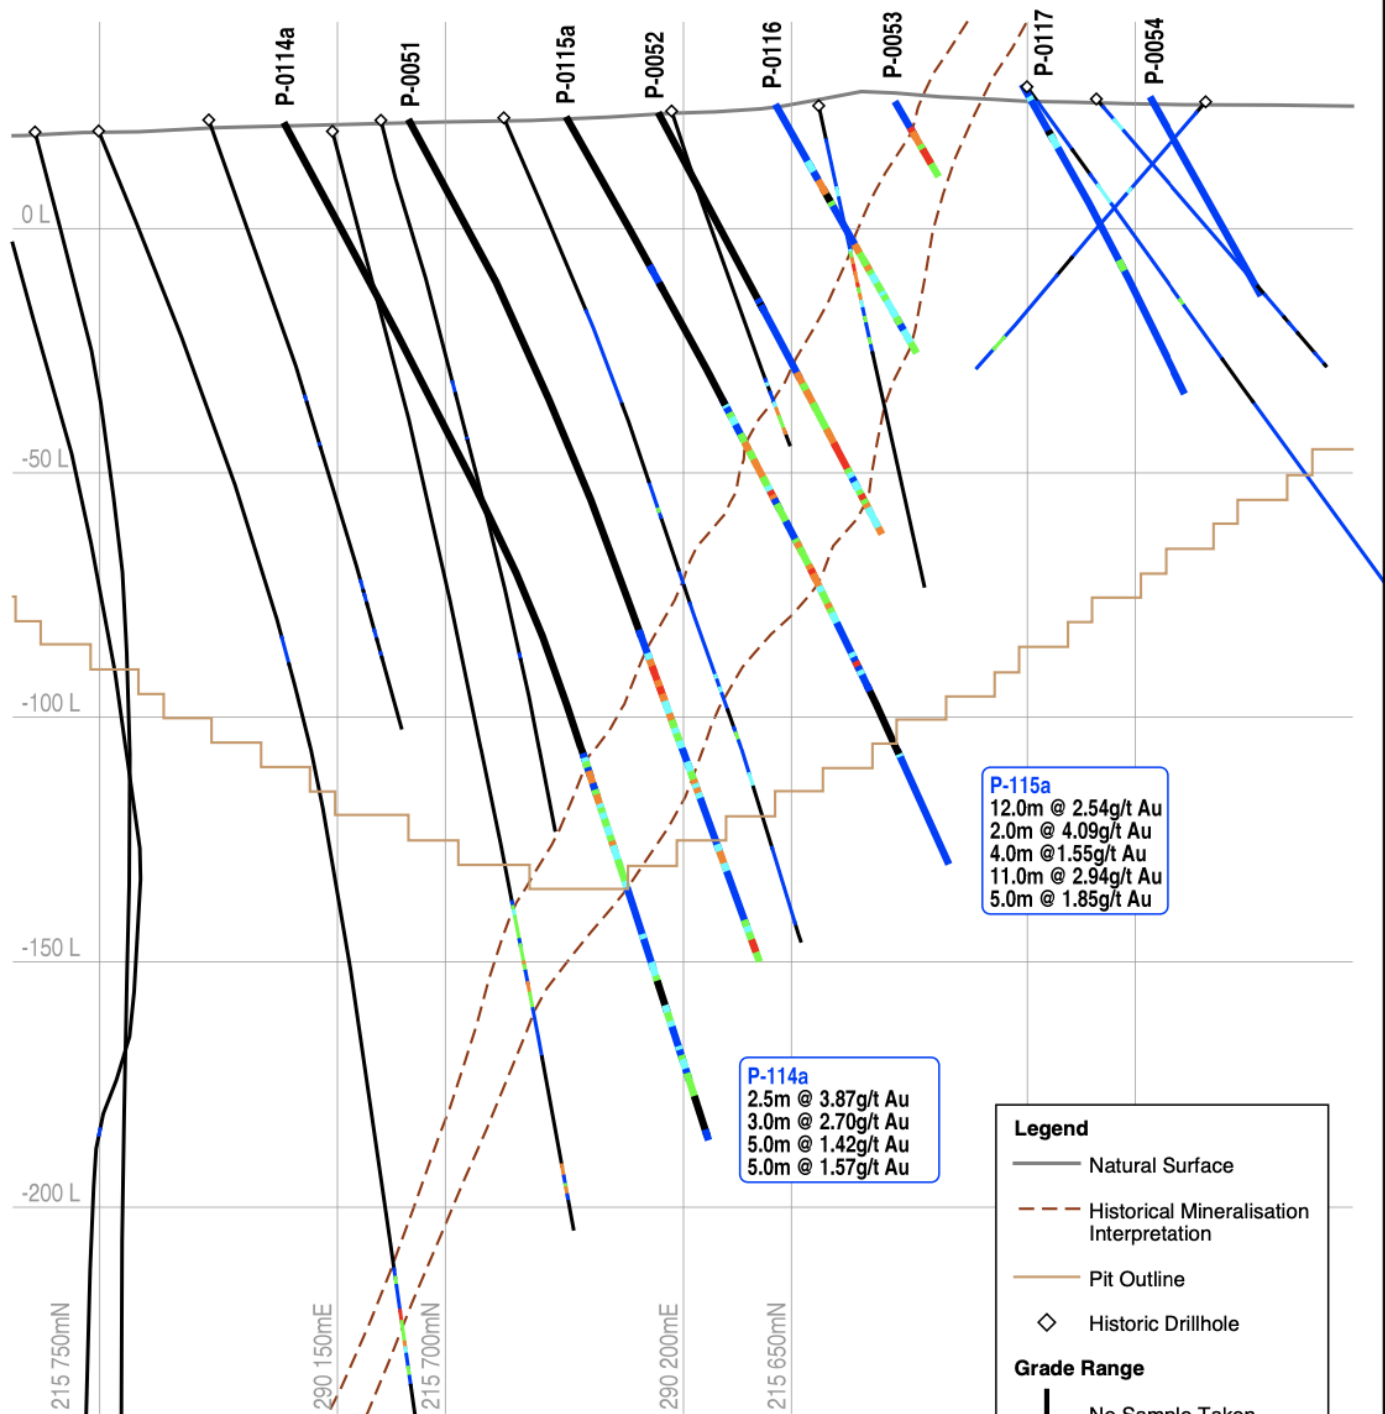 P-0114a
P-0051
P-0115a
P-0052
P-0116
P-0053
P-0117
P-0054
0 L
-50 L
-100 L
-150 L
-200 L
P-115a
12.0m @ 2.54g/t Au
2.0m @ 4.09g/t Au
4.0m @1.55g/t Au
11.0m @ 2.94g/t Au
5.0m @ 1.85g/t Au
P-114a
2.5m @ 3.87g/t Au
3.0m @ 2.70g/t Au
5.0m @ 1.42g/t Au
5.0m @ 1.57g/t Au
215 750mN
290 150mE
215 700mN
290 200mE
215 650mN
Legend
Natural Surface
Historical Mineralisation
Interpretation
Pit Outline
Historic Drillhole
Grade Range
No Sample Taken